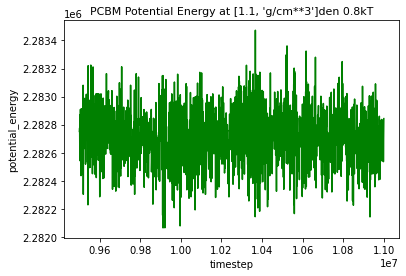 PCBM Potential Energy at [1.1, 'g/cm**3']den 0.8kT
1e6
2.2834
2.2832
2.2830
2.2828
2.2826
2.2824
2.2822
2.2820
potential_energy
0.96 0.98 1.00 1.02 1.04 1.06 1.08 1.10
timestep
1e7